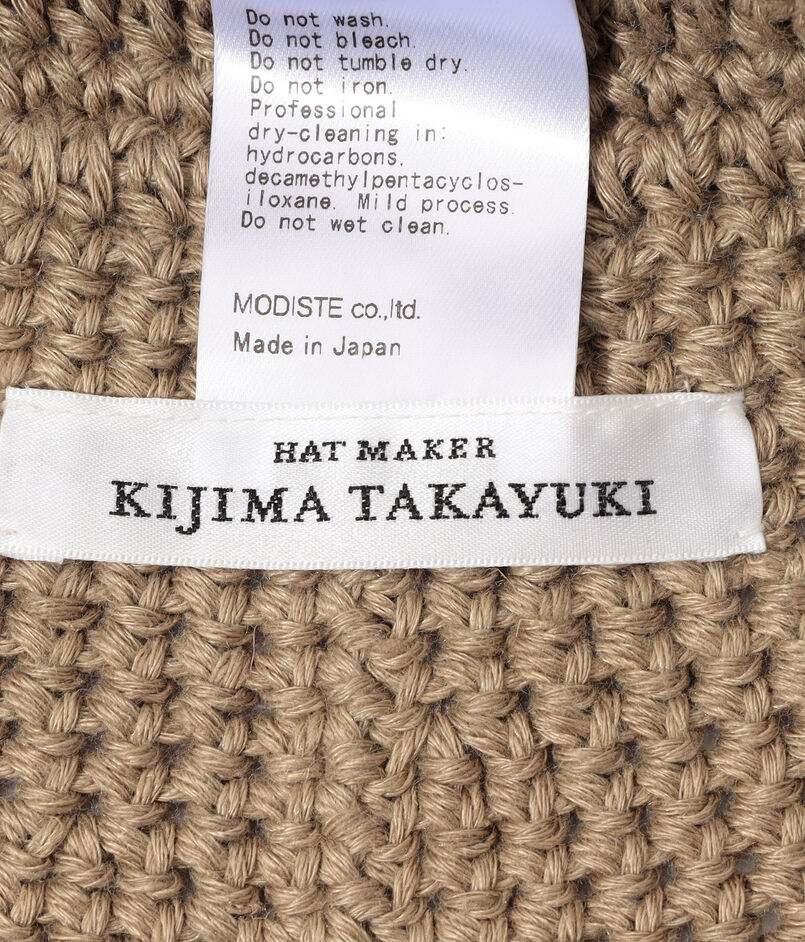 Do not wash.
Do not bleach.
Do not tumble dry.
Do not iron.
Professional
dry-cleaning in:
hydrocarbons,
decamethylpentacyclos-
iloxane. Mild process.
Do not wet clean.
MODISTE co.,ltd.
Made in Japan
HAT MAKER
KIJIMA TAKAYUKI